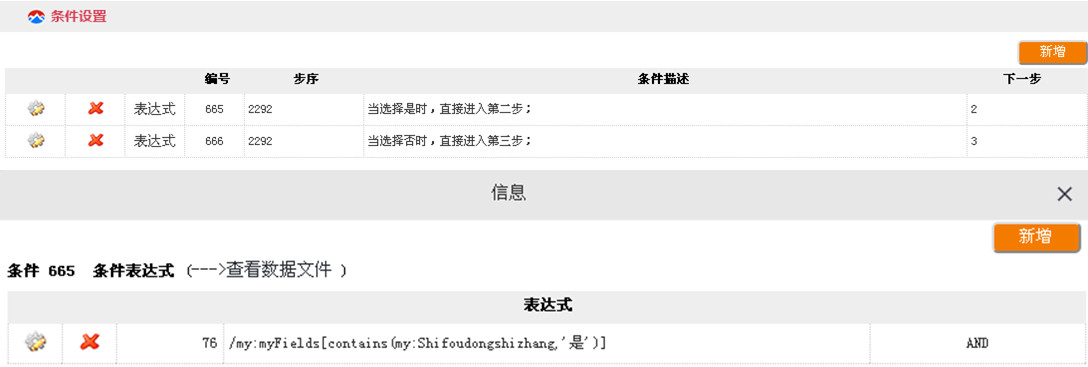 条件设置
新增
编号 步序 条件描述 下一步
表达式 665 2292 当选择是时，直接进入第二步； 2
表达式 666 2292 当选择否时，直接进入第三步； 3
信息
新增
条件 665 条件表达式 (--->查看数据文件 )
表达式
76 /my:myFields[contains(my:Shifoudongshizhang,'是')] AND